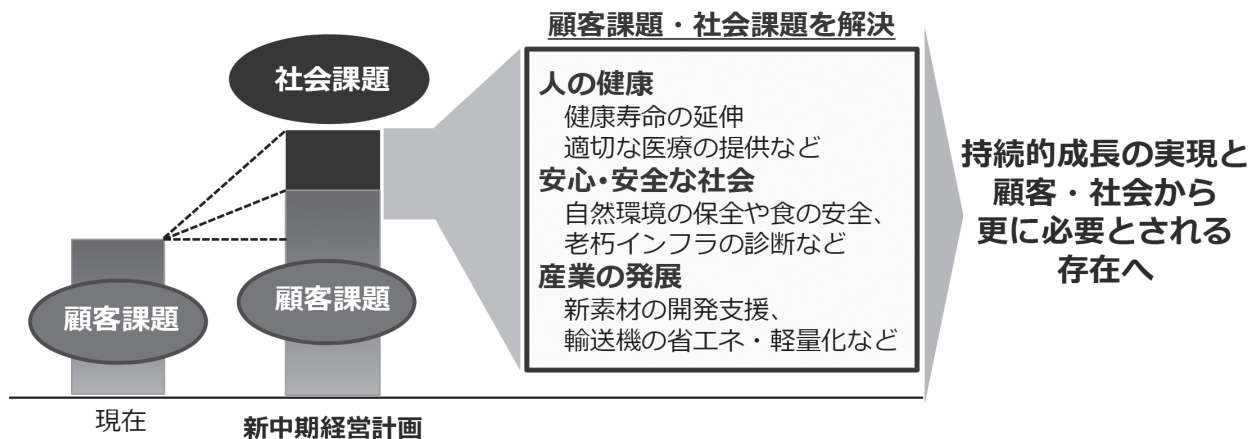 顧客課題・社会課題を解決
社会課題
人の健康
健康寿命の延伸
適切な医療の提供など
安心・安全な社会
自然環境の保全や食の安全、
老朽インフラの診断など
産業の発展
新素材の開発支援、
輸送機の省エネ・軽量化など
持続的成長の実現と
顧客・社会から
更に必要とされる
存在へ
顧客課題
顧客課題
現在
新中期経営計画